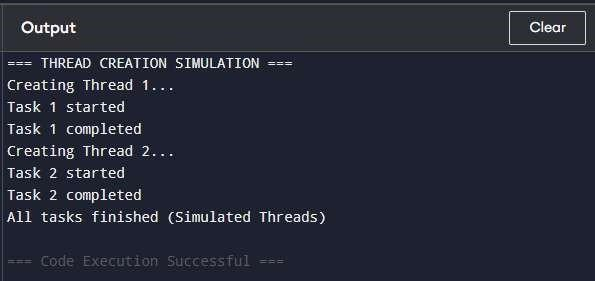 Output
Clear
=== THREAD CREATION SIMULATION ===
Creating Thread 1...
Task 1 started
Task 1 completed
Creating Thread 2...
Task 2 started
Task 2 completed
All tasks finished (Simulated Threads)
=== Code Execution Successful ===